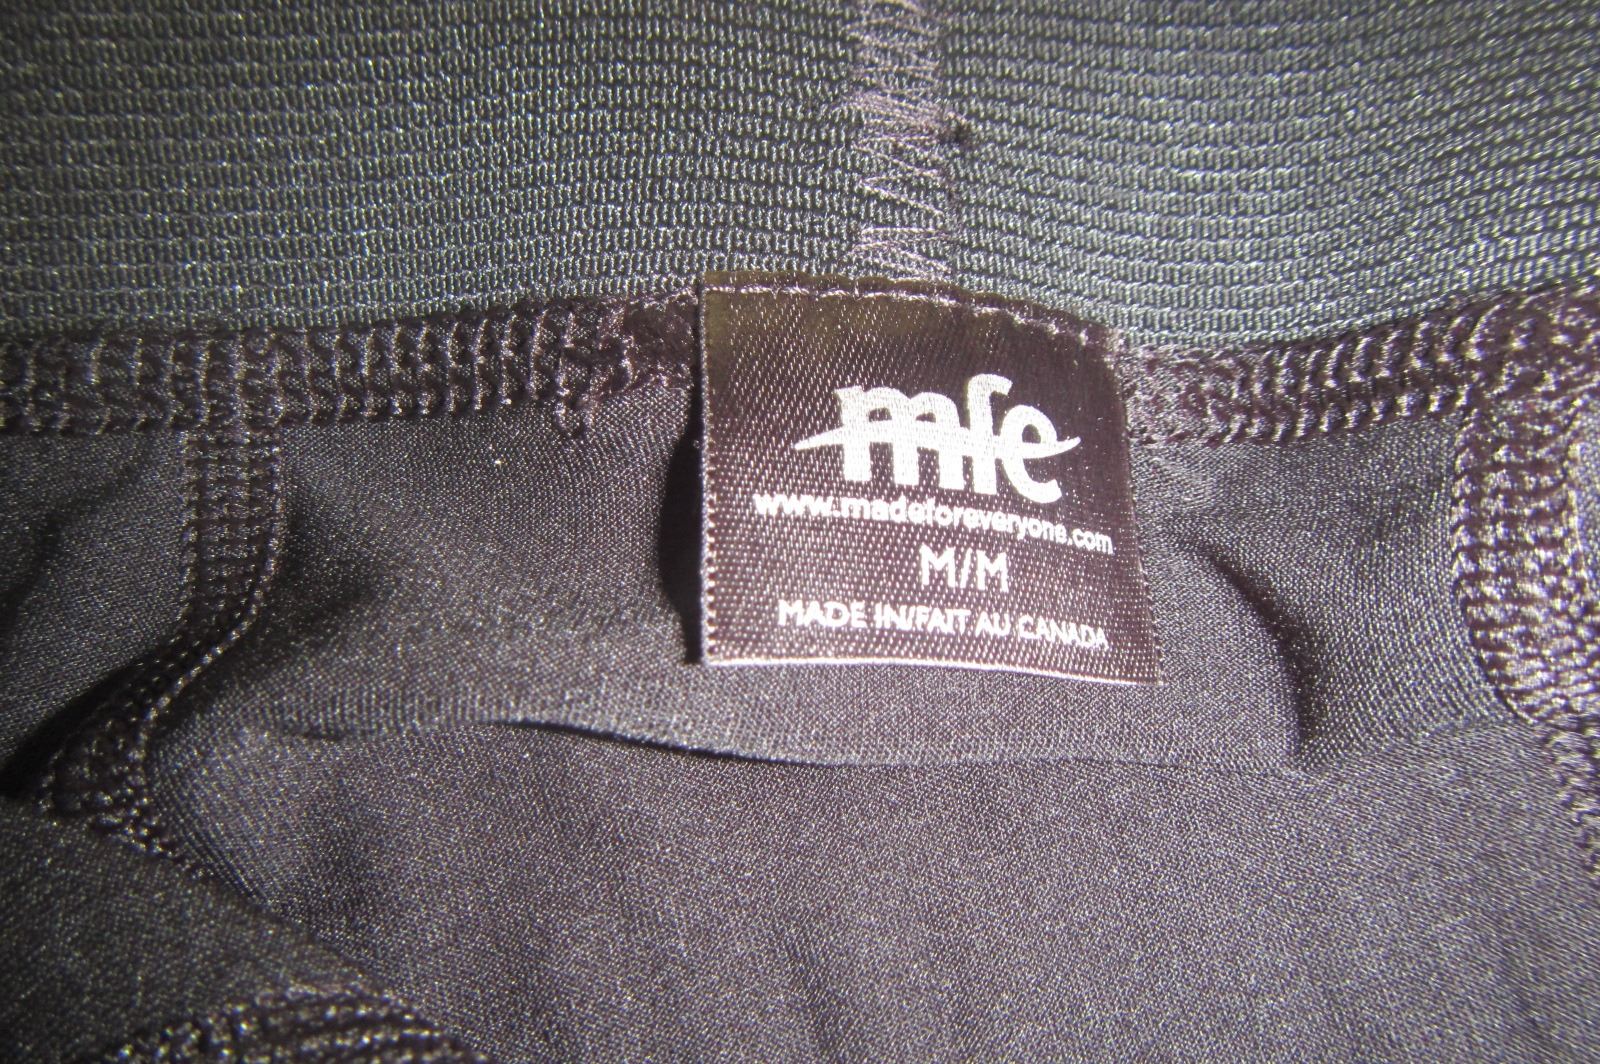 mfe
www.madeforeveryone.com
M/M
MADE IN/FAIT AU CANADA